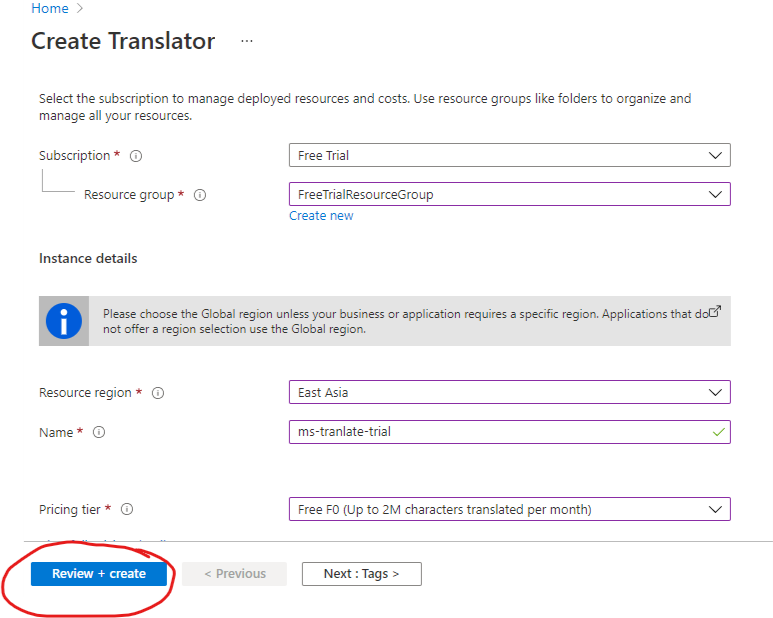 Home >
Create Translator ...
Select the subscription to manage deployed resources and costs. Use resource groups like folders to organize and
manage all your resources.
Subscription *
Free Trial
Resource group *
FreeTrialResourceGroup
Create new
Instance details
Please choose the Global region unless your business or application requires a specific region. Applications that do
not offer a region selection use the Global region.
Resource region *
East Asia
Name *
ms-tranlate-trial
Pricing tier *
Free F0 (Up to 2M characters translated per month)
Review + create
< Previous
Next : Tags >